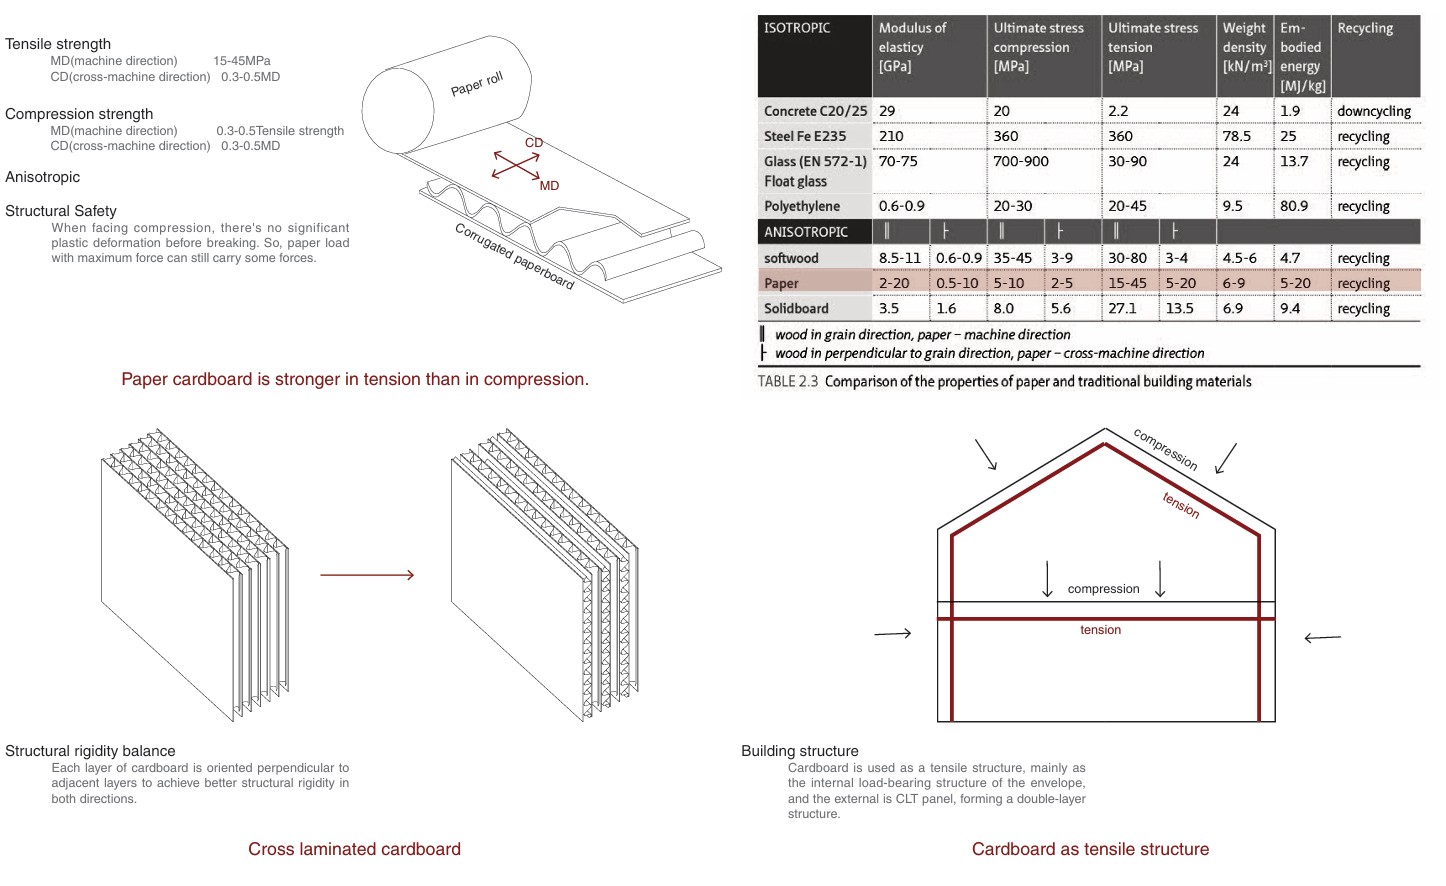 Tensile strength
MD(machine direction) 15-45MPa
CD(cross-machine direction) 0.3-0.5MD
Compression strength
MD(machine direction) 0.3-0.5Tensile strength
CD(cross-machine direction) 0.3-0.5MD
Anisotropic
Structural Safety
When facing compression, there's no significant
plastic deformation before breaking. So, paper load
with maximum force can still carry some forces.
Paper roll
CD
MD
Corrugated paperboard
Paper cardboard is stronger in tension than in compression.
ISOTROPIC Modulus of elasticy [GPa] Ultimate stress compression [MPa] Ultimate stress tension [MPa] Weight density [kN/m³] Em-bodied energy [MJ/kg] Recycling
Concrete C20/25 29 20 2.2 24 1.9 downcycling
Steel Fe E235 210 360 360 78.5 25 recycling
Glass (EN 572-1) 70-75 700-900 30-90 24 13.7 recycling
Float glass
Polyethylene 0.6-0.9 20-30 20-45 9.5 80.9 recycling
ANISOTROPIC ∥ ⊦ ∥ ⊦ ∥ ⊦
softwood 8.5-11 0.6-0.9 35-45 3-9 30-80 3-4 4.5-6 4.7 recycling
Paper 2-20 0.5-10 5-10 2-5 15-45 5-20 6-9 5-20 recycling
Solidboard 3.5 1.6 8.0 5.6 27.1 13.5 6.9 9.4 recycling
∥ wood in grain direction, paper – machine direction
⊦ wood in perpendicular to grain direction, paper – cross-machine direction
TABLE 2.3 Comparison of the properties of paper and traditional building materials
Structural rigidity balance
Each layer of cardboard is oriented perpendicular to
adjacent layers to achieve better structural rigidity in
both directions.
Cross laminated cardboard
compression
tension
compression
tension
Building structure
Cardboard is used as a tensile structure, mainly as
the internal load-bearing structure of the envelope,
and the external is CLT panel, forming a double-layer
structure.
Cardboard as tensile structure